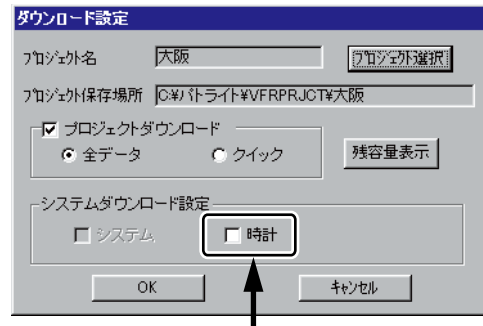 ダウンロード設定
ﾌﾟﾛｼﾞｪｸﾄ名 大阪 ﾌﾟﾛｼﾞｪｸﾄ選択
ﾌﾟﾛｼﾞｪｸﾄ保存場所 C:¥パトライト¥VFRPRJCT¥大阪
プロジェクトダウンロード
全データ クイック 残容量表示
システムダウンロード設定
システム 時計
OK ｷｬﾝｾﾙ